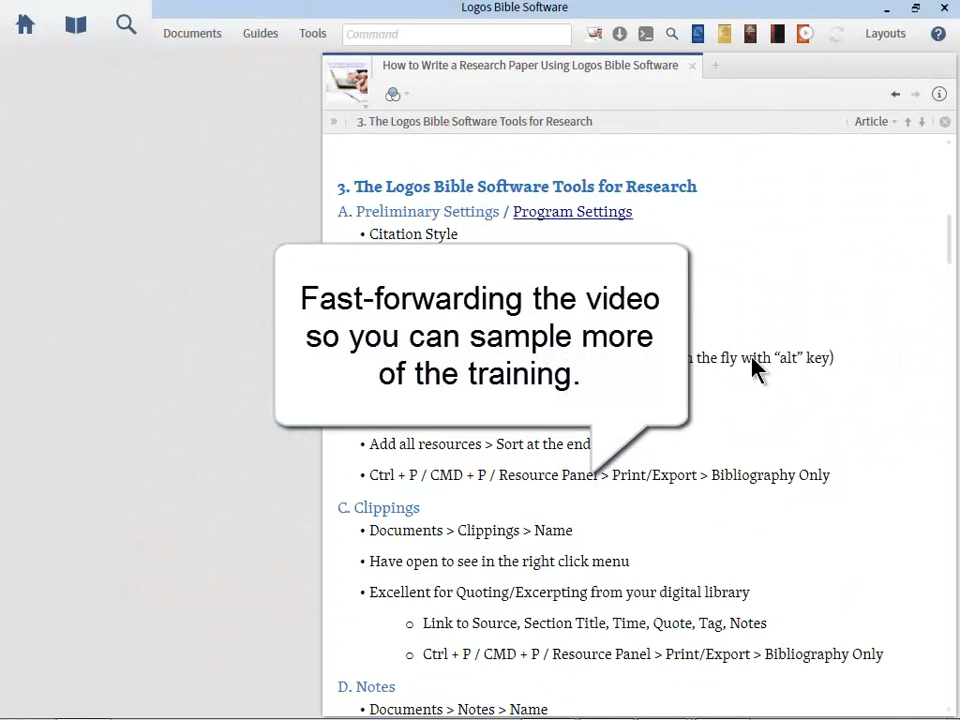 Logos Bible Software
Documents Guides Tools Command Layouts
How to Write a Research Paper Using Logos Bible Software
3. The Logos Bible Software Tools for Research Article
3. The Logos Bible Software Tools for Research
A. Preliminary Settings / Program Settings
• Citation Style
Fast-forwarding the video
so you can sample more
of the training.
the fly with “alt” key)
• Add all resources > Sort at the end
• Ctrl + P / CMD + P / Resource Panel > Print/Export > Bibliography Only
C. Clippings
• Documents > Clippings > Name
• Have open to see in the right click menu
• Excellent for Quoting/Excerpting from your digital library
o Link to Source, Section Title, Time, Quote, Tag, Notes
o Ctrl + P / CMD + P / Resource Panel > Print/Export > Bibliography Only
D. Notes
• Documents > Notes > Name